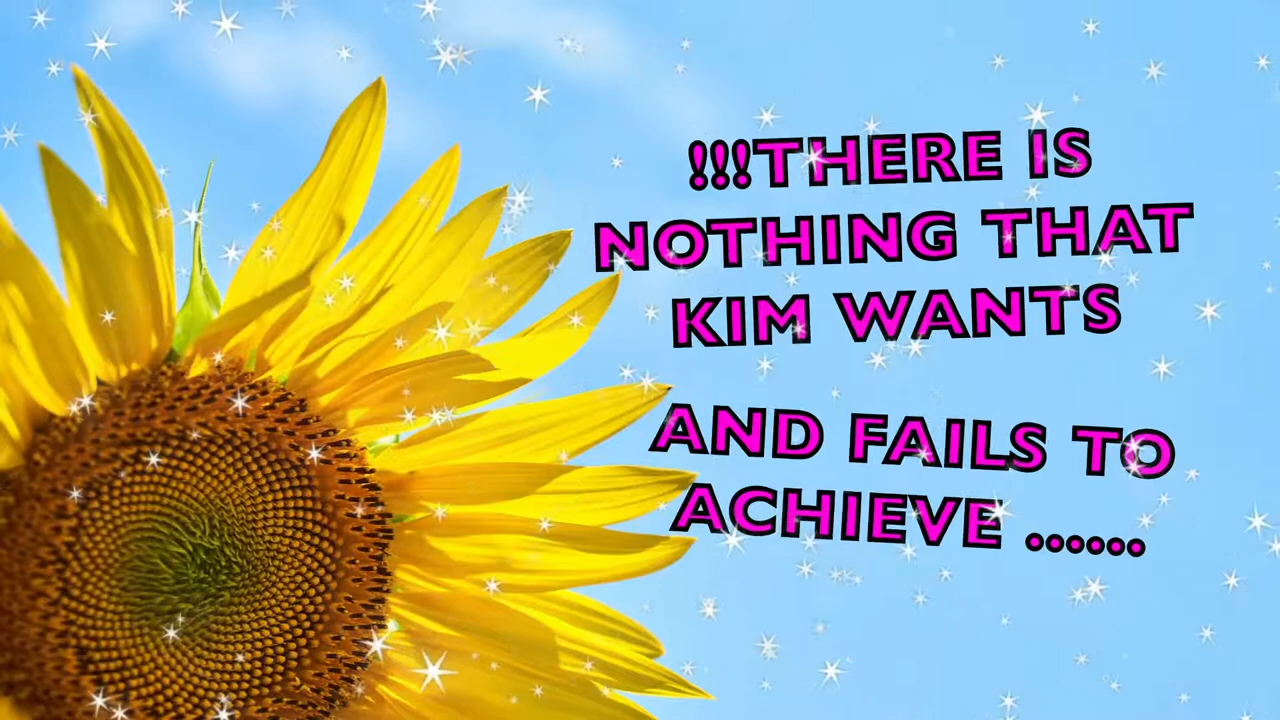 !!!THERE IS
NOTHING THAT
KIM WANTS
AND FAILS TO
ACHIEVE ......